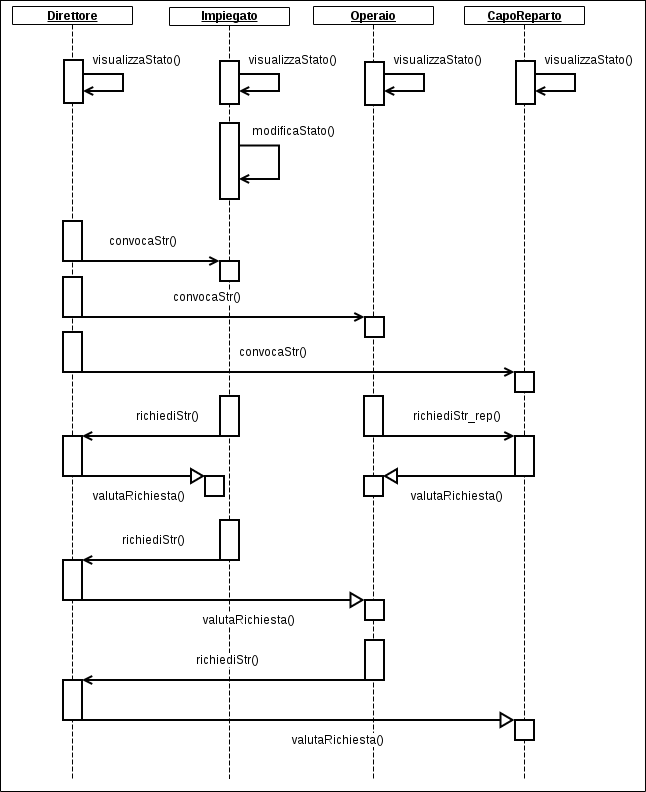 Direttore
Impiegato
Operaio
CapoReparto
visualizzaStato()
visualizzaStato()
visualizzaStato()
visualizzaStato()
modificaStato()
convocaStr()
convocaStr()
convocaStr()
richiediStr()
richiediStr_rep()
valutaRichiesta()
valutaRichiesta()
richiediStr()
valutaRichiesta()
richiediStr()
valutaRichiesta()